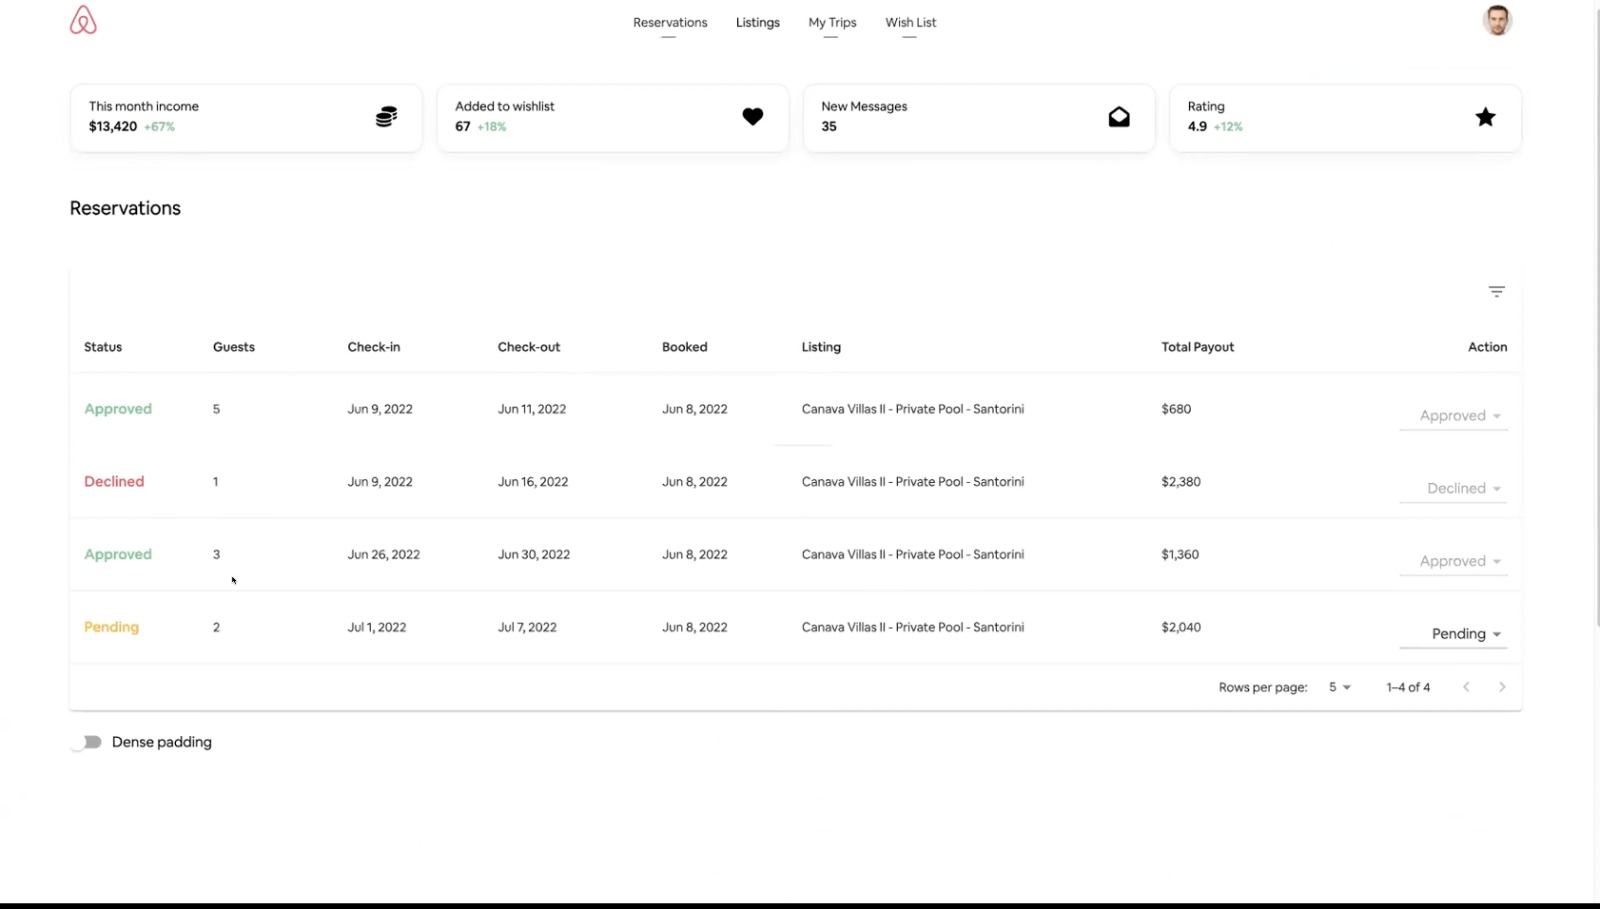 Reservations Listings My Trips Wish List
This month income
$13,420 +67%
Added to wishlist
67 +18%
New Messages
35
Rating
4.9 +12%
Reservations
Status Guests Check-in Check-out Booked Listing Total Payout Action
Approved 5 Jun 9, 2022 Jun 11, 2022 Jun 8, 2022 Canava Villas II - Private Pool - Santorini $680 Approved
Declined 1 Jun 9, 2022 Jun 16, 2022 Jun 8, 2022 Canava Villas II - Private Pool - Santorini $2,380 Declined
Approved 3 Jun 26, 2022 Jun 30, 2022 Jun 8, 2022 Canava Villas II - Private Pool - Santorini $1,360 Approved
Pending 2 Jul 1, 2022 Jul 7, 2022 Jun 8, 2022 Canava Villas II - Private Pool - Santorini $2,040 Pending
Rows per page: 5 1–4 of 4
Dense padding